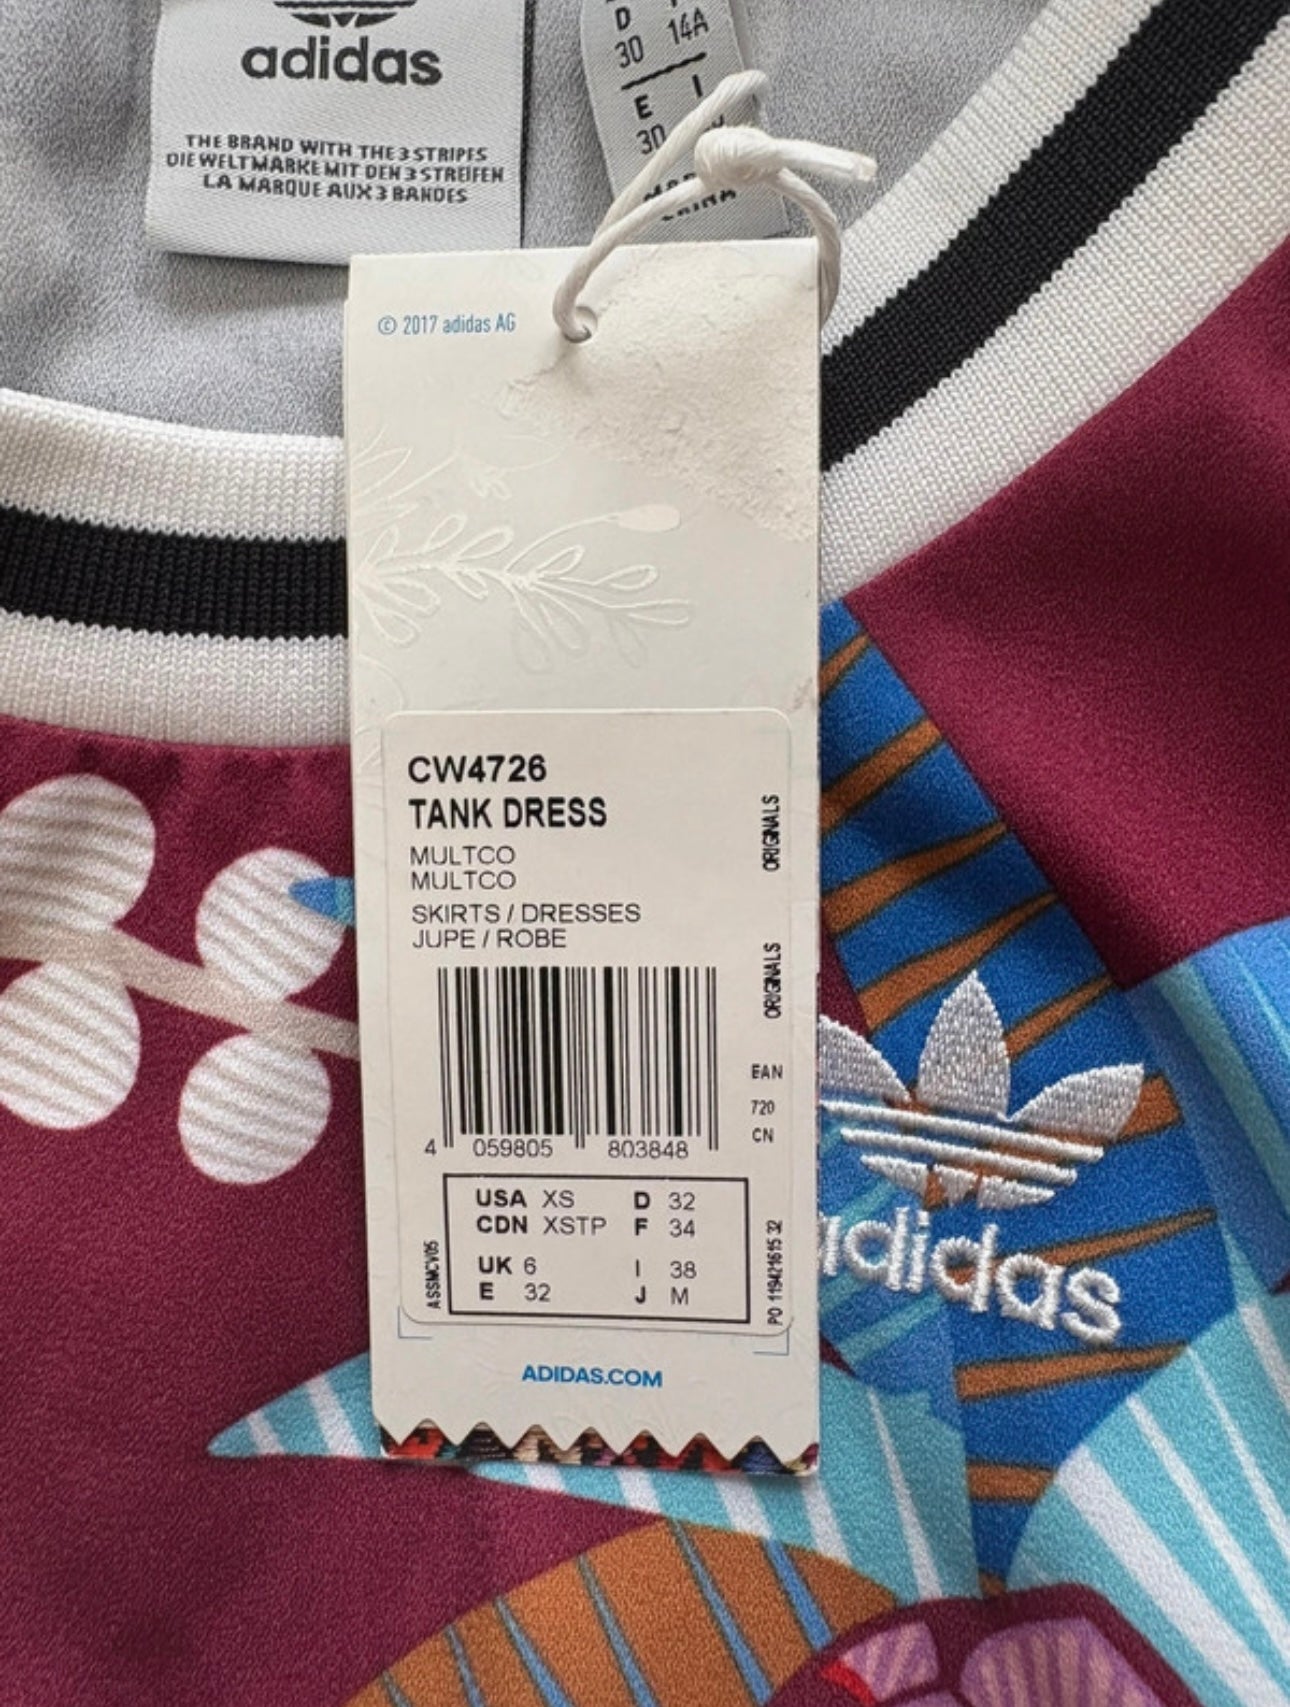 adidas
THE BRAND WITH THE 3 STRIPES
DIE WELTMARKE MIT DEN 3 STREIFEN
LA MARQUE AUX 3 BANDES
D
30 14A
E I
30
© 2017 adidas AG
CW4726
TANK DRESS
MULTCO
MULTCO
SKIRTS / DRESSES
JUPE / ROBE
ORIGINALS
ORIGINALS
EAN
720
CN
4 059805 803848
USA XS D 32
CDN XSTP F 34
UK 6 I 38
E 32 J M
ASSMCV05
PO 119421615 32
ADIDAS.COM
adidas